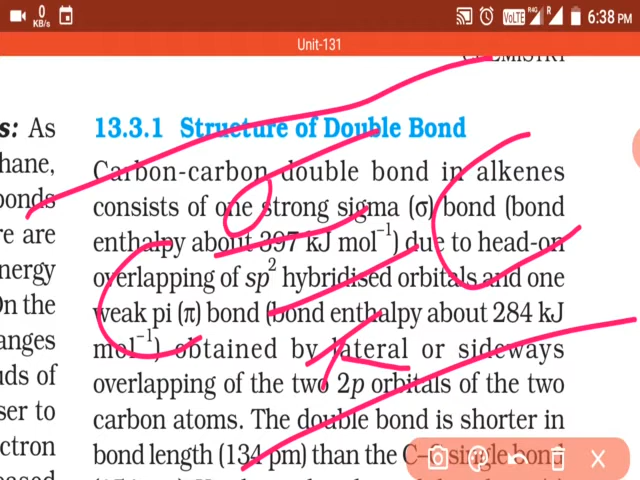 0 KB/s VoLTE R4G R 6:38 PM
Unit-131
CHEMISTRY
s: As 13.3.1 Structure of Double Bond
hane, Carbon-carbon double bond in alkenes
bonds consists of one strong sigma (σ) bond (bond
re are enthalpy about 397 kJ mol⁻¹) due to head-on
nergy overlapping of sp² hybridised orbitals and one
On the weak pi (π) bond (bond enthalpy about 284 kJ
anges mol⁻¹) obtained by lateral or sideways
uds of overlapping of the two 2p orbitals of the two
ser to carbon atoms. The double bond is shorter in
ctron bond length (134 pm) than the C–C single bond